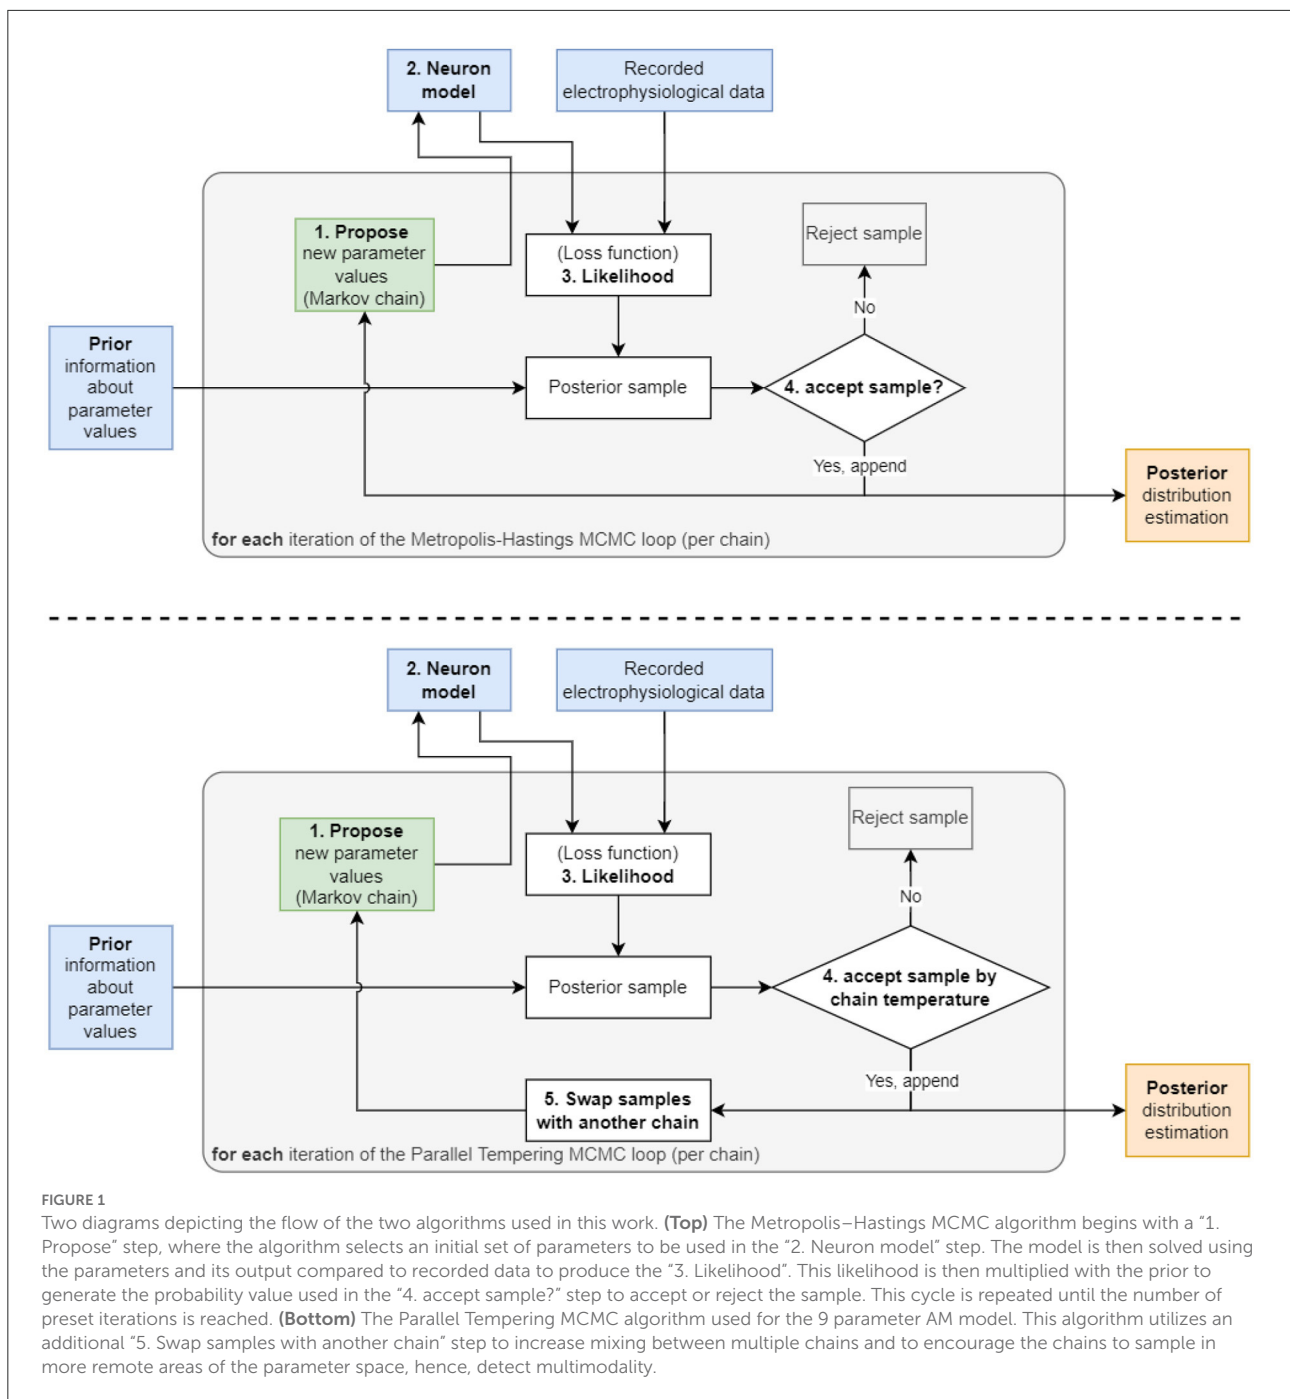 2. Neuron
model
Recorded
electrophysiological data
1. Propose
new parameter
values
(Markov chain)
(Loss function)
3. Likelihood
Reject sample
No
Prior
information
about
parameter
values
Posterior sample
4. accept sample?
Yes, append
Posterior
distribution
estimation
for each iteration of the Metropolis-Hastings MCMC loop (per chain)
2. Neuron
model
Recorded
electrophysiological data
1. Propose
new parameter
values
(Markov chain)
(Loss function)
3. Likelihood
Reject sample
No
Prior
information
about
parameter
values
Posterior sample
4. accept sample by
chain temperature
Yes, append
5. Swap samples
with another chain
Posterior
distribution
estimation
for each iteration of the Parallel Tempering MCMC loop (per chain)
FIGURE 1
Two diagrams depicting the flow of the two algorithms used in this work. (Top) The Metropolis–Hastings MCMC algorithm begins with a “1.
Propose” step, where the algorithm selects an initial set of parameters to be used in the “2. Neuron model” step. The model is then solved using
the parameters and its output compared to recorded data to produce the “3. Likelihood”. This likelihood is then multiplied with the prior to
generate the probability value used in the “4. accept sample?” step to accept or reject the sample. This cycle is repeated until the number of
preset iterations is reached. (Bottom) The Parallel Tempering MCMC algorithm used for the 9 parameter AM model. This algorithm utilizes an
additional “5. Swap samples with another chain” step to increase mixing between multiple chains and to encourage the chains to sample in
more remote areas of the parameter space, hence, detect multimodality.